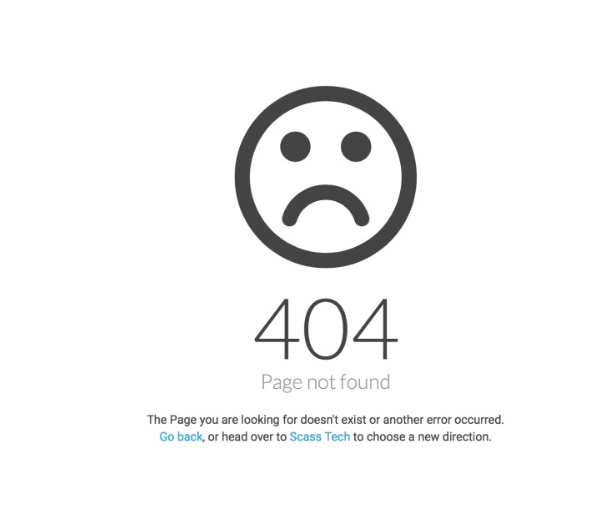 404
Page not found
The Page you are looking for doesn't exist or another error occurred.
Go back, or head over to Scass Tech to choose a new direction.